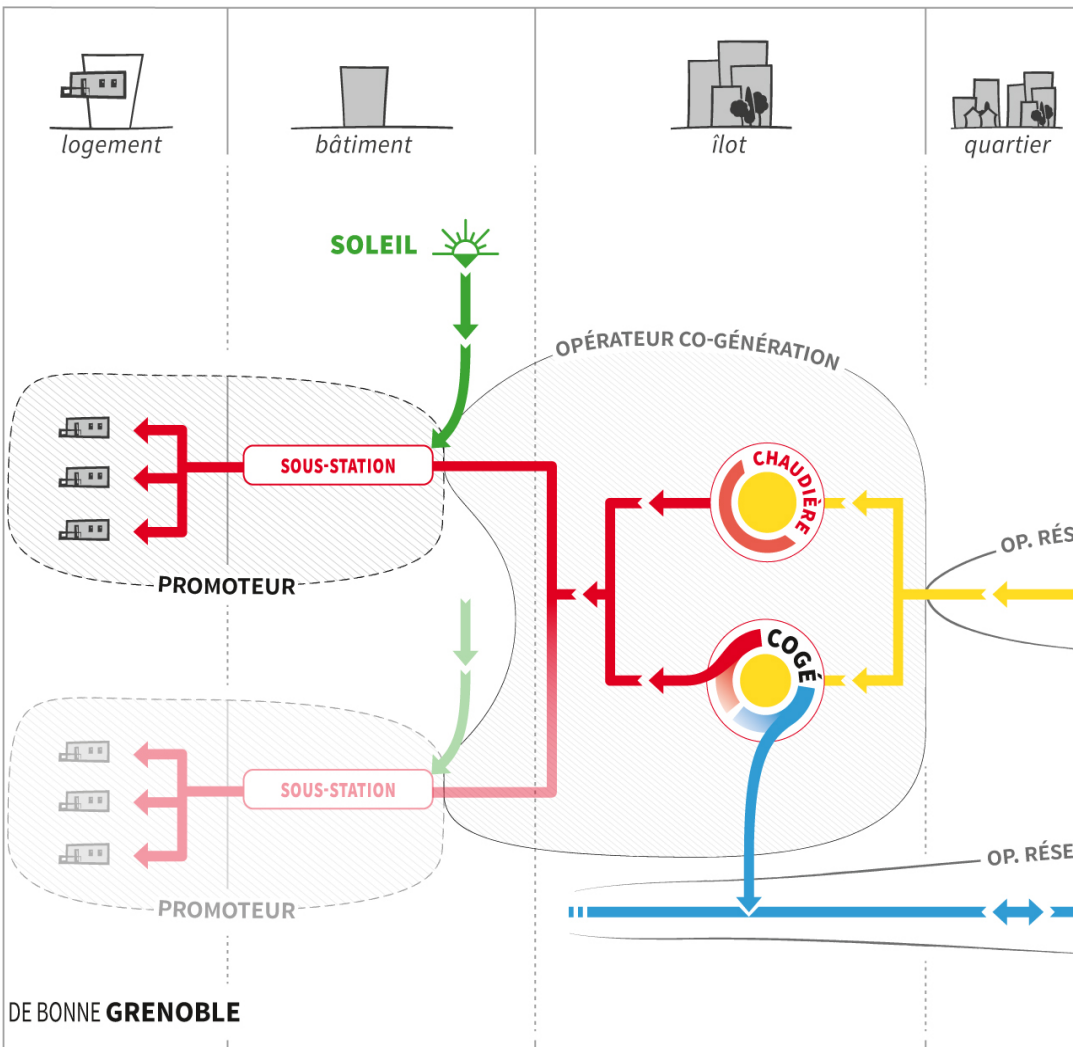 logement
bâtiment
îlot
quartier
SOLEIL
OPÉRATEUR CO-GÉNÉRATION
SOUS-STATION
CHAUDIÈRE
OP. RÉS
PROMOTEUR
COGÉ
SOUS-STATION
OP. RÉSE
PROMOTEUR
DE BONNE GRENOBLE